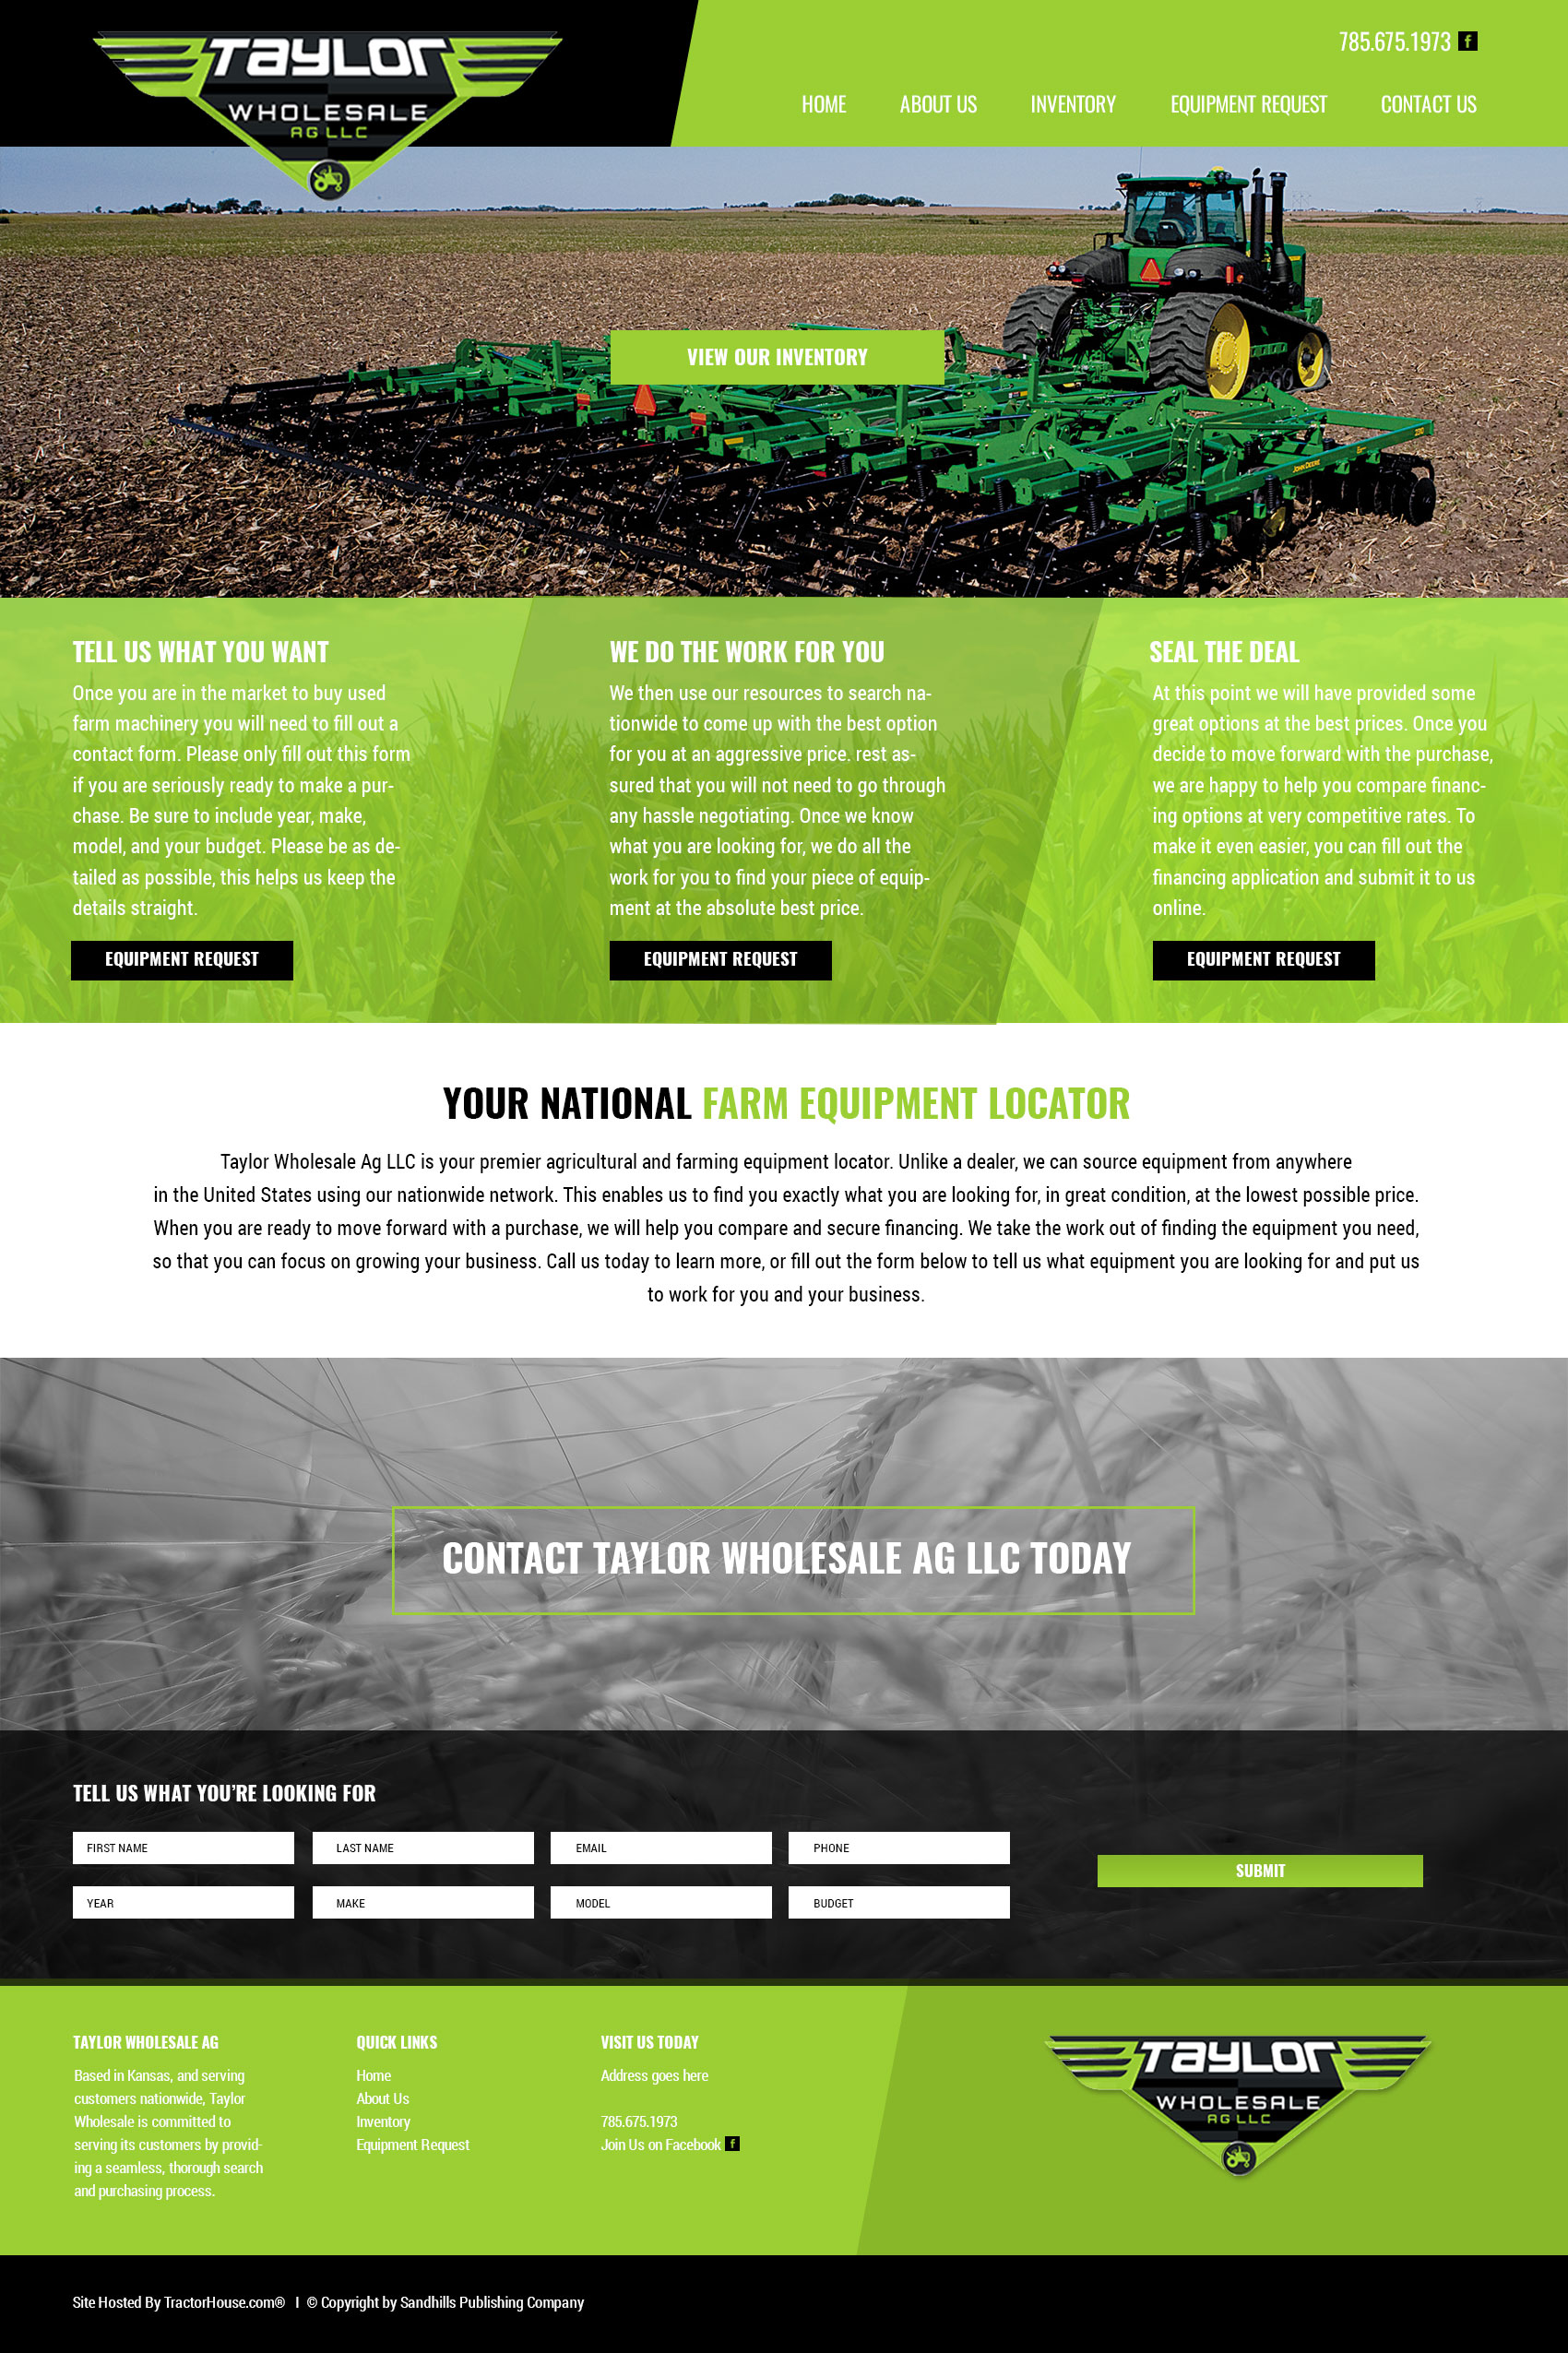 TAYLOR
WHOLESALE
AG LLC
785.675.1973
HOME ABOUT US INVENTORY EQUIPMENT REQUEST CONTACT US
JOHN DEERE
VIEW OUR INVENTORY
JOHN DEERE
TELL US WHAT YOU WANT
Once you are in the market to buy used
farm machinery you will need to fill out a
contact form. Please only fill out this form
if you are seriously ready to make a pur-
chase. Be sure to include year, make,
model, and your budget. Please be as de-
tailed as possible, this helps us keep the
details straight.
EQUIPMENT REQUEST
WE DO THE WORK FOR YOU
We then use our resources to search na-
tionwide to come up with the best option
for you at an aggressive price. rest as-
sured that you will not need to go through
any hassle negotiating. Once we know
what you are looking for, we do all the
work for you to find your piece of equip-
ment at the absolute best price.
EQUIPMENT REQUEST
SEAL THE DEAL
At this point we will have provided some
great options at the best prices. Once you
decide to move forward with the purchase,
we are happy to help you compare financ-
ing options at very competitive rates. To
make it even easier, you can fill out the
financing application and submit it to us
online.
EQUIPMENT REQUEST
YOUR NATIONAL FARM EQUIPMENT LOCATOR
Taylor Wholesale Ag LLC is your premier agricultural and farming equipment locator. Unlike a dealer, we can source equipment from anywhere
in the United States using our nationwide network. This enables us to find you exactly what you are looking for, in great condition, at the lowest possible price.
When you are ready to move forward with a purchase, we will help you compare and secure financing. We take the work out of finding the equipment you need,
so that you can focus on growing your business. Call us today to learn more, or fill out the form below to tell us what equipment you are looking for and put us
to work for you and your business.
CONTACT TAYLOR WHOLESALE AG LLC TODAY
TELL US WHAT YOU'RE LOOKING FOR
FIRST NAME LAST NAME EMAIL PHONE
SUBMIT
YEAR MAKE MODEL BUDGET
TAYLOR WHOLESALE AG
Based in Kansas, and serving
customers nationwide, Taylor
Wholesale is committed to
serving its customers by provid-
ing a seamless, thorough search
and purchasing process.
QUICK LINKS
Home
About Us
Inventory
Equipment Request
VISIT US TODAY
Address goes here
785.675.1973
Join Us on Facebook
TAYLOR
WHOLESALE
AG LLC
Site Hosted By TractorHouse.com® I © Copyright by Sandhills Publishing Company